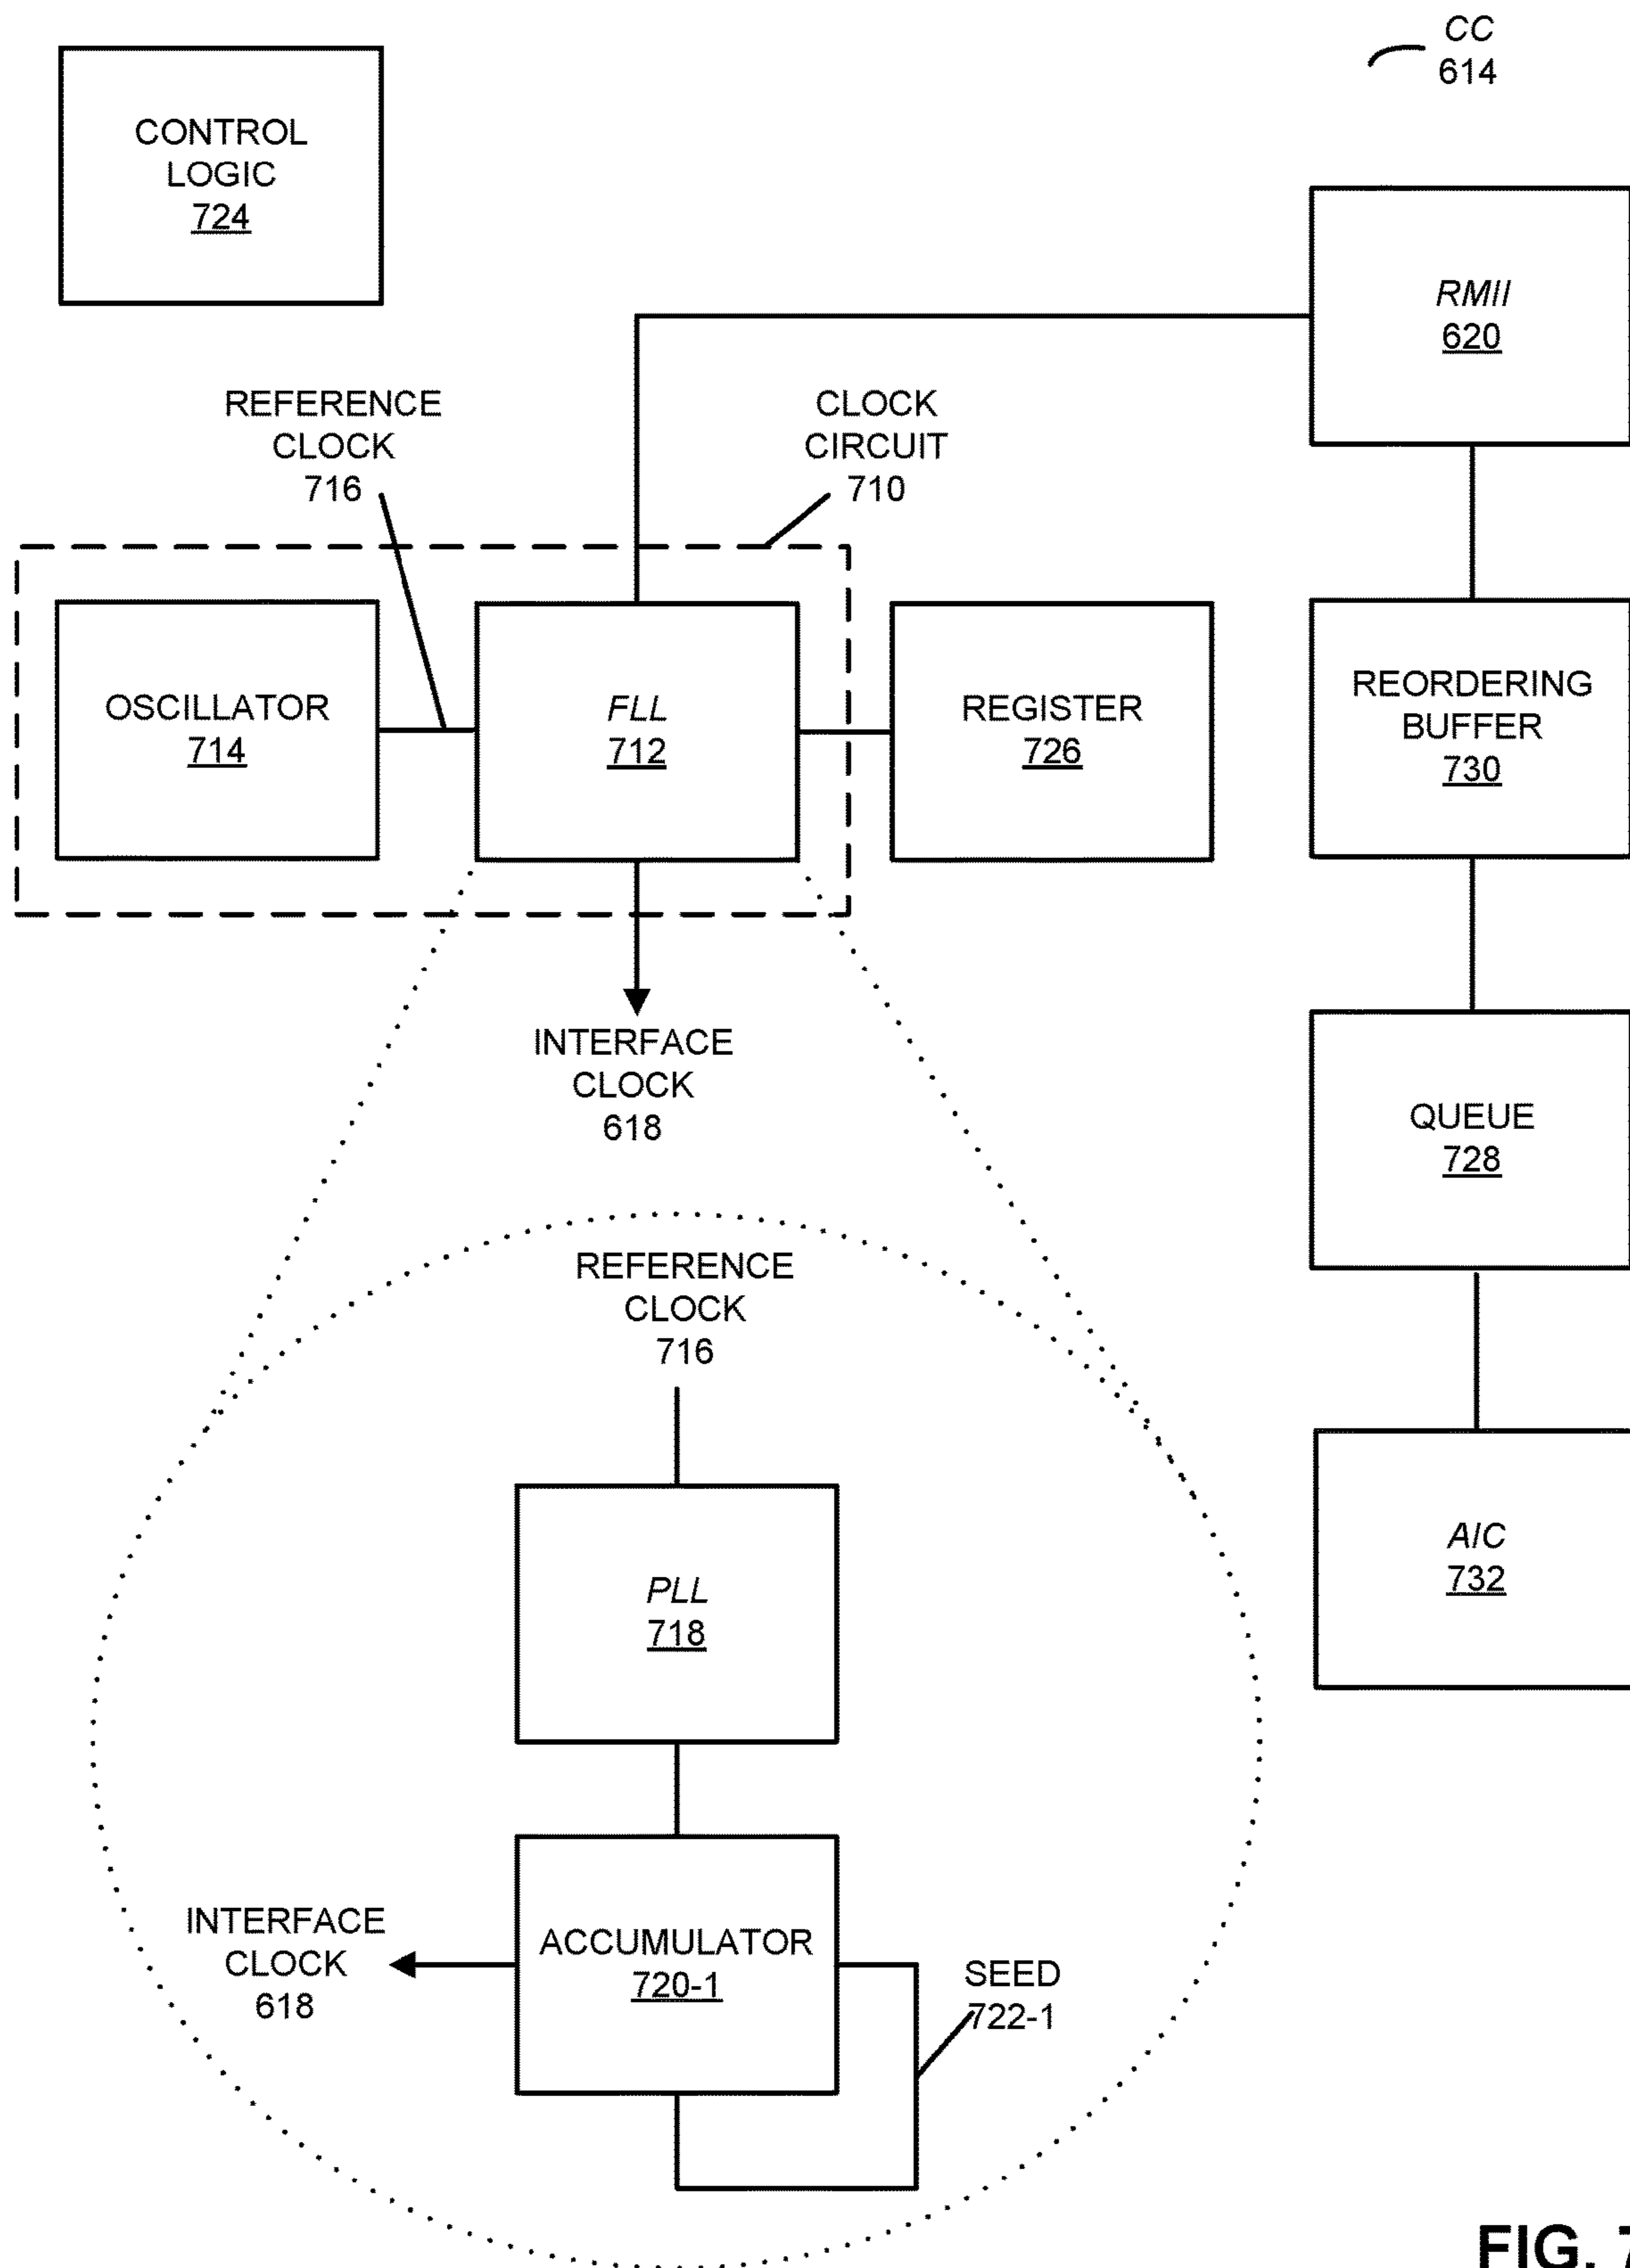 CC
614
CONTROL
LOGIC
724
RMII
620
REFERENCE
CLOCK
716
CLOCK
CIRCUIT
710
OSCILLATOR
714
FLL
712
REGISTER
726
REORDERING
BUFFER
730
INTERFACE
CLOCK
618
QUEUE
728
REFERENCE
CLOCK
716
AIC
732
PLL
718
INTERFACE
CLOCK
618
ACCUMULATOR
720-1
SEED
722-1
FIG. 7